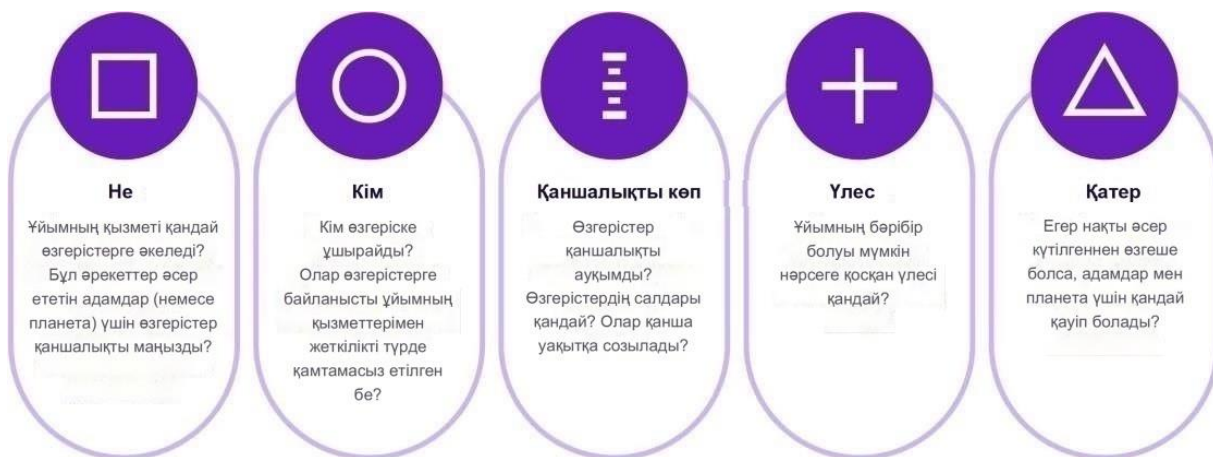 Не
Ұйымның қызметі қандай
өзгерістерге әкеледі?
Бұл әрекеттер әсер
ететін адамдар (немесе
планета) үшін өзгерістер
қаншалықты маңызды?
Кім
Кім өзгеріске
ұшырайды?
Олар өзгерістерге
байланысты ұйымның
қызметтерімен
жеткілікті түрде
қамтамасыз етілген
бе?
Қаншалықты көп
Өзгерістер
қаншалықты
ауқымды?
Өзгерістердің салдары
қандай? Олар қанша
уақытқа созылады?
Үлес
Ұйымның бәрібір
болуы мүмкін
нәрсеге қосқан үлесі
қандай?
Қатер
Егер нақты әсер
күтілгеннен өзгеше
болса, адамдар мен
планета үшін қандай
қауіп болады?